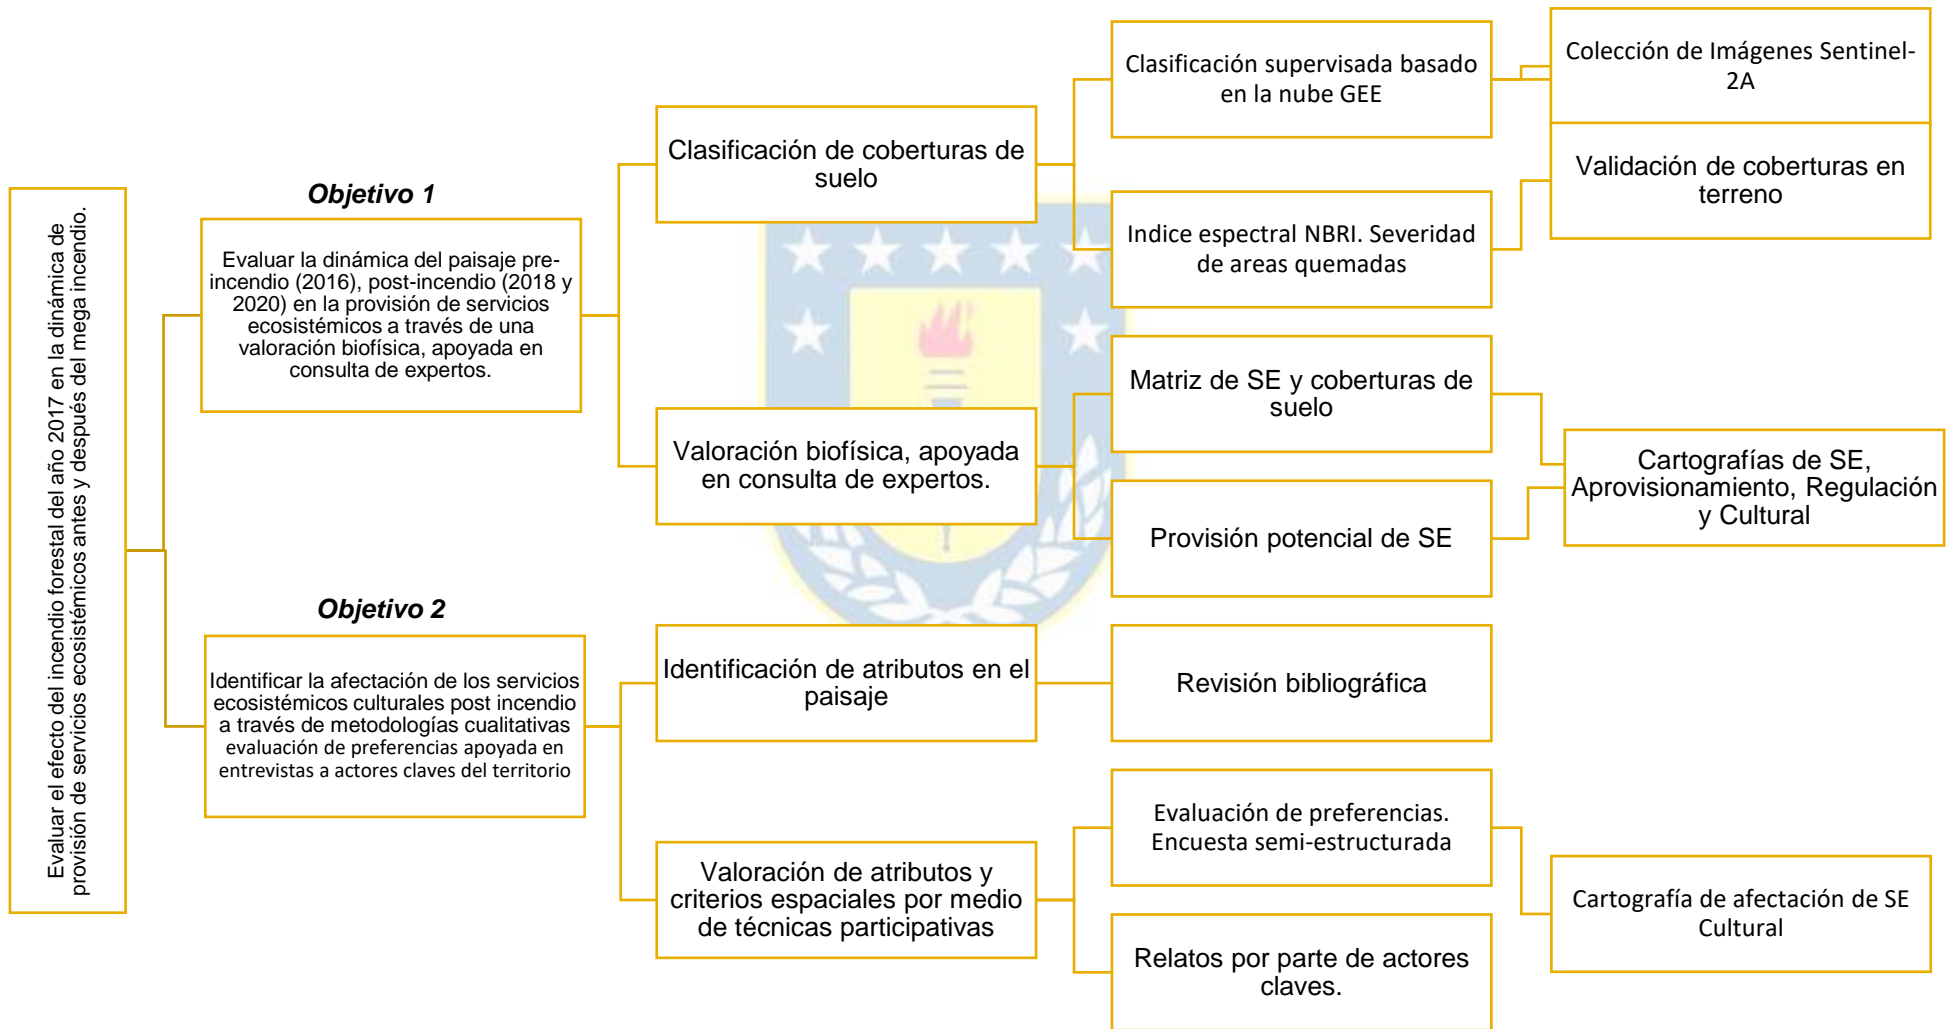 Evaluar el efecto del incendio forestal del año 2017 en la dinámica de
provisión de servicios ecosistémicos antes y después del mega incendio.
Objetivo 1
Evaluar la dinámica del paisaje pre-
incendio (2016), post-incendio (2018 y
2020) en la provisión de servicios
ecosistémicos a través de una
valoración biofísica, apoyada en
consulta de expertos.
Clasificación de coberturas de
suelo
Clasificación supervisada basado
en la nube GEE
Colección de Imágenes Sentinel-
2A
Indice espectral NBRI. Severidad
de areas quemadas
Validación de coberturas en
terreno
Valoración biofísica, apoyada
en consulta de expertos.
Matriz de SE y coberturas de
suelo
Provisión potencial de SE
Cartografías de SE,
Aprovisionamiento, Regulación
y Cultural
Objetivo 2
Identificar la afectación de los servicios
ecosistémicos culturales post incendio
a través de metodologías cualitativas
evaluación de preferencias apoyada en
entrevistas a actores claves del territorio
Identificación de atributos en el
paisaje
Revisión bibliográfica
Valoración de atributos y
criterios espaciales por medio
de técnicas participativas
Evaluación de preferencias.
Encuesta semi-estructurada
Relatos por parte de actores
claves.
Cartografía de afectación de SE
Cultural